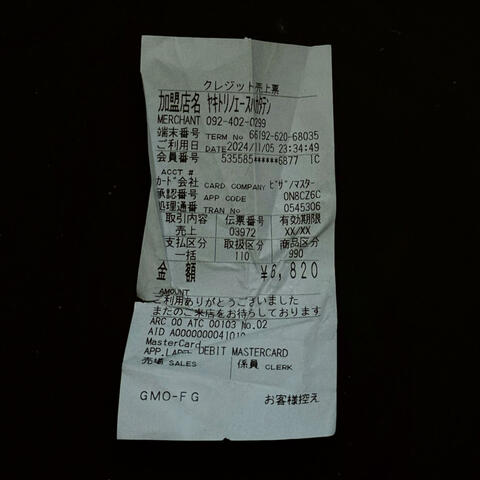 クレジット売上票
加盟店名 ヤキトリノエースハカタテン
MERCHANT 092-402-0299
端末番号 TERM No 66192-620-68035
ご利用日 DATE 2024/11/05 23:34:49
会員番号 535585******6877 IC
ACCT #
カード会社 CARD COMPANY ビザ/マスター
承認番号 APP CODE 0N8CZ6C
処理通番 TRAN No 0545306
取引内容 伝票番号 有効期限
売上 03972 XX/XX
支払区分 取扱区分 商品区分
一括 110 990
金 額 ¥6,820
AMOUNT
ご利用ありがとうございました
またのご来店をお待ちしております
ARC 00 ATC 00103 No.02
AID A0000000041010
MasterCard
APP.LABEL DEBIT MASTERCARD
売場 SALES 係員 CLERK
GMO-FG お客様控え